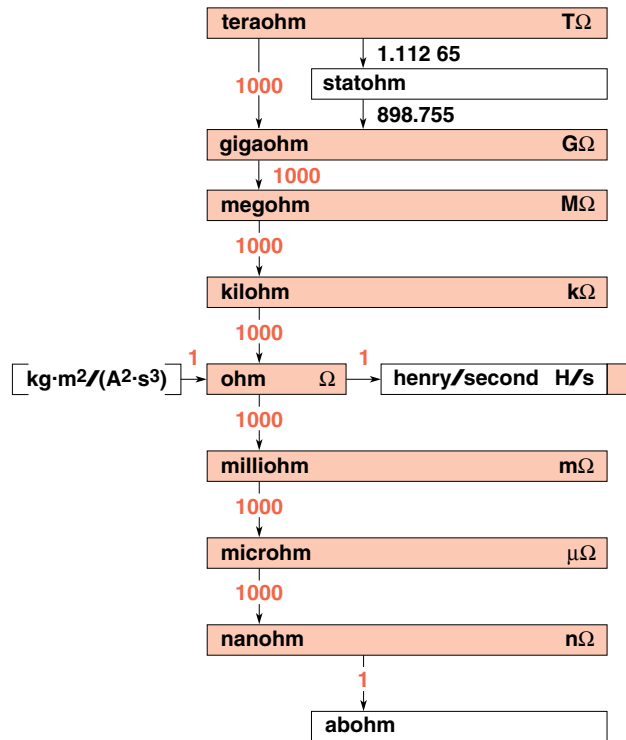 teraohm TΩ
1.112 65
1000
statohm
898.755
gigaohm GΩ
1000
megohm MΩ
1000
kilohm kΩ
1000
1 1
kg·m²/(A²·s³) ohm Ω henry/second H/s
1000
milliohm mΩ
1000
microhm μΩ
1000
nanohm nΩ
1
abohm